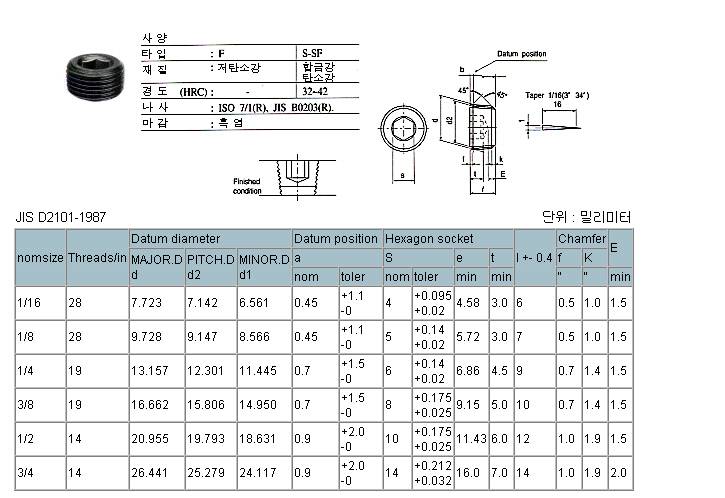 사 양
타 입 : F S-SF
재 질 : 저탄소강 합금강
탄소강
경 도 (HRC) : - 32-42
나 사 : ISO 7/1(R), JIS B0203(R).
마 감 : 흑 염
Datum position
b
45° 45°
d
d2
s
f k
t E
l
Taper 1/16(3° 34')
16
1
Finished
condition
JIS D2101-1987 단위 : 밀리미터
nomsize Threads/in Datum diameter Datum position Hexagon socket l +- 0.4 Chamfer E
MAJOR.D d PITCH.D d2 MINOR.D d1 a S e t f K
nom toler nom toler min min " " min
1/16 28 7.723 7.142 6.561 0.45 +1.1 -0 4 +0.095 +0.02 4.58 3.0 6 0.5 1.0 1.5
1/8 28 9.728 9.147 8.566 0.45 +1.1 -0 5 +0.14 +0.02 5.72 3.0 7 0.5 1.0 1.5
1/4 19 13.157 12.301 11.445 0.7 +1.5 -0 6 +0.14 +0.02 6.86 4.5 9 0.7 1.4 1.5
3/8 19 16.662 15.806 14.950 0.7 +1.5 -0 8 +0.175 +0.025 9.15 5.0 10 0.7 1.4 1.5
1/2 14 20.955 19.793 18.631 0.9 +2.0 -0 10 +0.175 +0.025 11.43 6.0 12 1.0 1.9 1.5
3/4 14 26.441 25.279 24.117 0.9 +2.0 -0 14 +0.212 +0.032 16.0 7.0 14 1.0 1.9 2.0